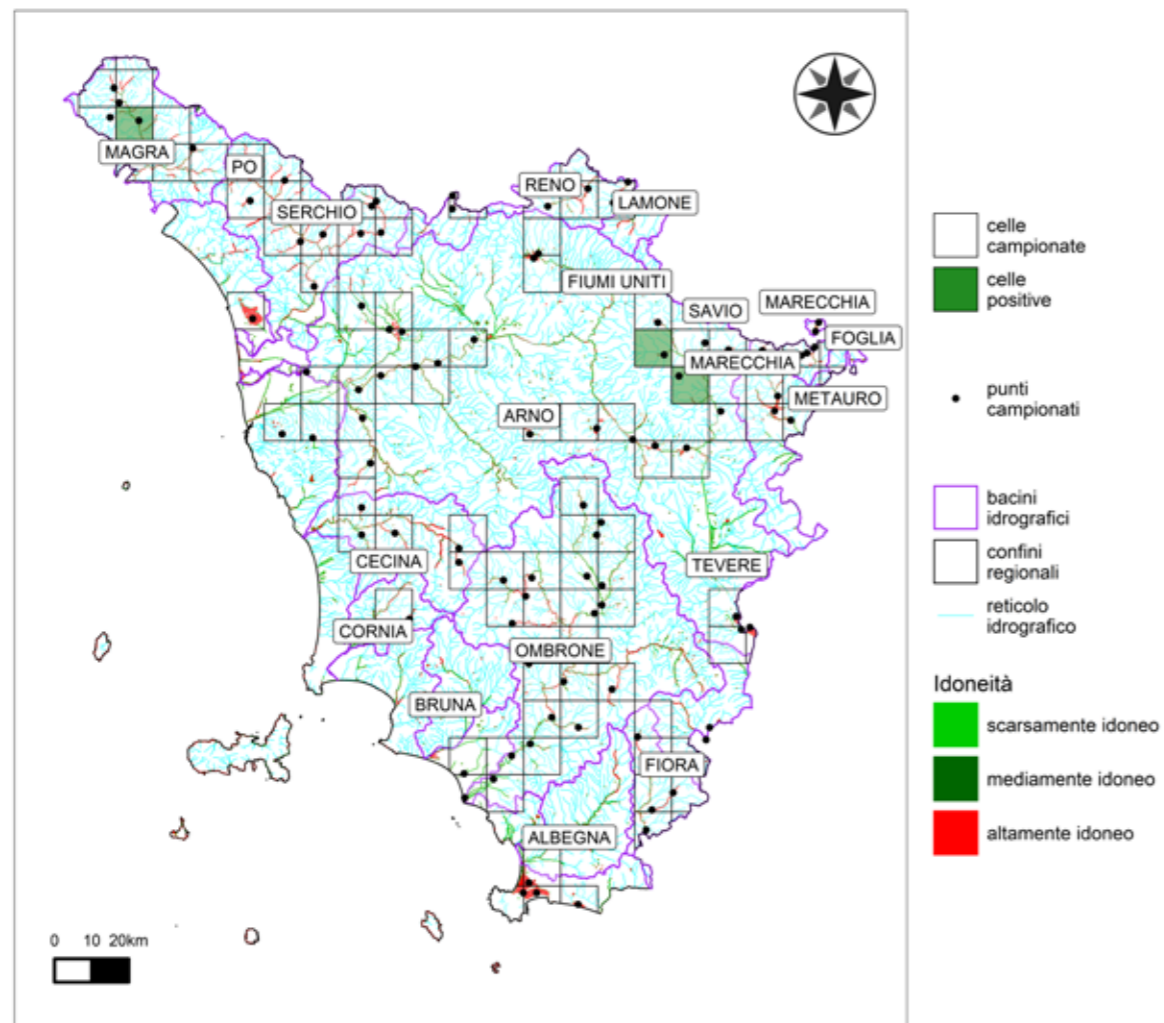 MAGRA
PO
SERCHIO
RENO
LAMONE
FIUMI UNITI
SAVIO
MARECCHIA
FOGLIA
MARECCHIA
METAURO
ARNO
CECINA
TEVERE
CORNIA
OMBRONE
BRUNA
FIORA
ALBEGNA
0 10 20km
celle
campionate
celle
positive
punti
campionati
bacini
idrografici
confini
regionali
reticolo
idrografico
Idoneità
scarsamente idoneo
mediamente idoneo
altamente idoneo